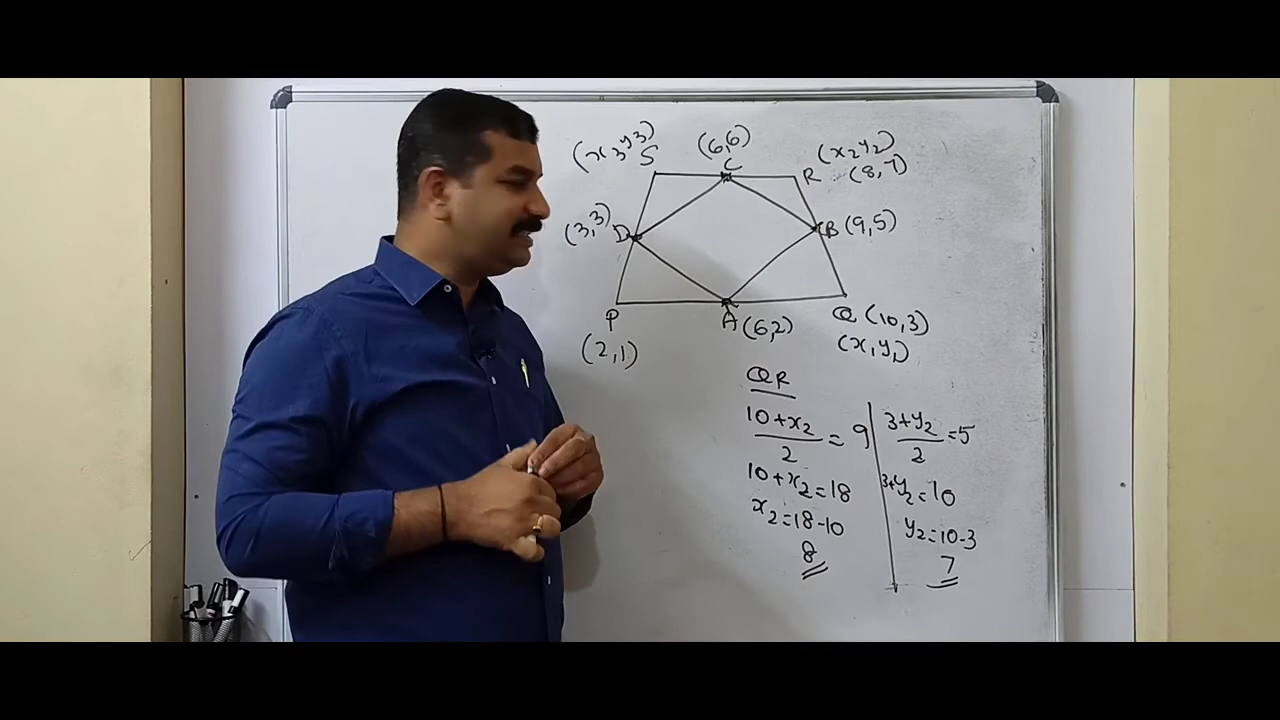 (x3 y3) S
(6,6)
C
(x2 y2)
R (8,7)
(3,3) D
B (9,5)
P
(2,1)
A (6,2)
Q (10,3)
(x1 y1)
QR
10+x2/2 = 9
3+y2/2 = 5
10+x2=18
3+y2=10
x2=18-10
y2=10-3
8
7